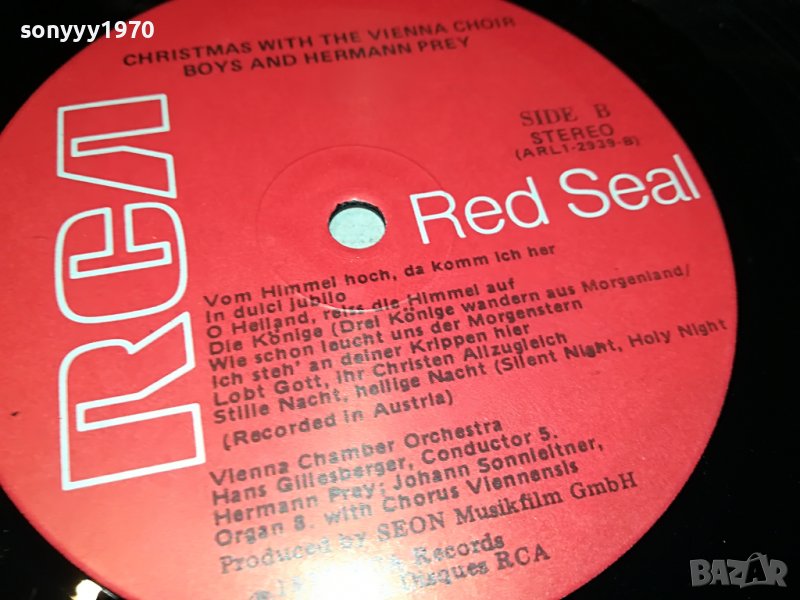 sonyyy1970
CHRISTMAS WITH THE VIENNA CHOIR
BOYS AND HERMANN PREY
RCA
SIDE B
STEREO
(ARL1-2939-B)
Red Seal
Vom Himmel hoch, da komm ich her
In dulci jubilo
O Heiland, reiss die Himmel auf
Die Könige (Drei Könige wandern aus Morgenland/
Wie schon leucht uns der Morgenstern
Ich steh' an deiner Krippen hier
Lobt Gott, ihr Christen Allzugleich
Stille Nacht, heilige Nacht (Silent Night, Holy Night
(Recorded in Austria)
Vienna Chamber Orchestra
Hans Gillesberger, Conductor 5.
Hermann Prey; Johann Sonnleitner,
Organ 8. with Chorus Viennensis
Produced by SEON Musikfilm GmbH
Records
Disques RCA
BAZAR